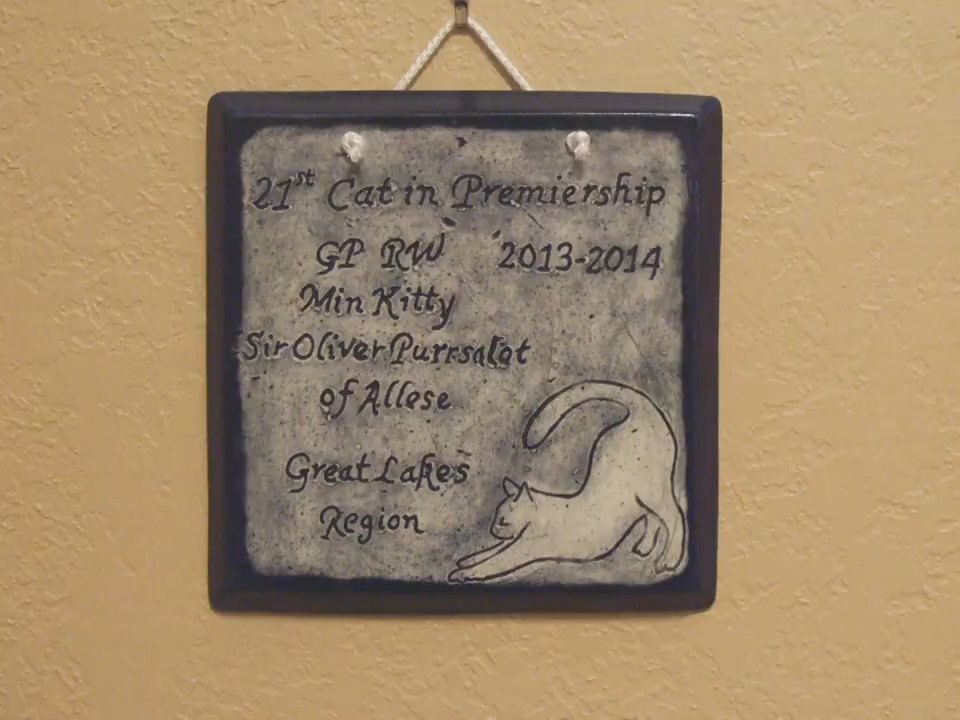 21st Cat in Premiership
GP RW 2013-2014
Min Kitty
Sir Oliver Purrsalot
of Allese
Great Lakes
Region